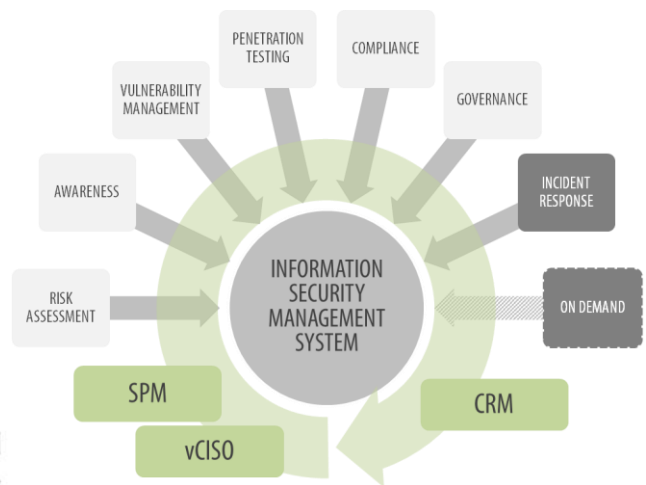 PENETRATION
TESTING
COMPLIANCE
VULNERABILITY
MANAGEMENT
GOVERNANCE
AWARENESS
INCIDENT
RESPONSE
INFORMATION
SECURITY
MANAGEMENT
SYSTEM
RISK
ASSESSMENT
ON DEMAND
SPM
CRM
vCISO